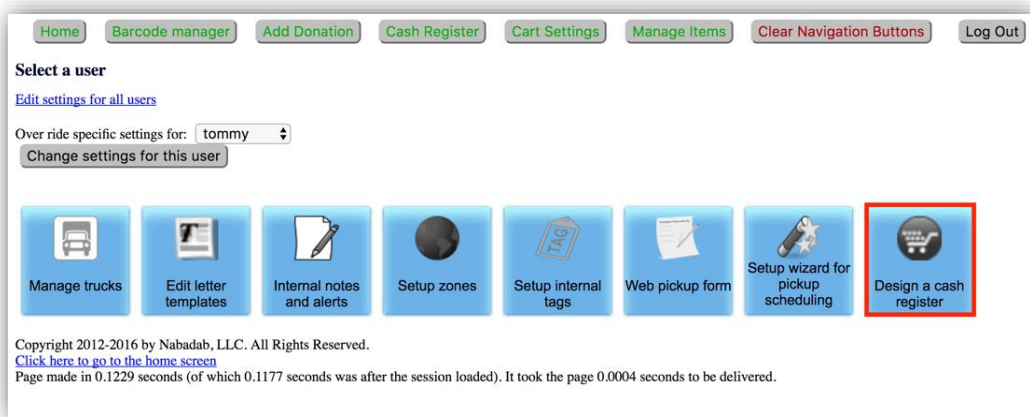 Home Barcode manager Add Donation Cash Register Cart Settings Manage Items Clear Navigation Buttons Log Out
Select a user
Edit settings for all users
Over ride specific settings for: tommy
Change settings for this user
T
TAG
Manage trucks
Edit letter
templates
Internal notes
and alerts
Setup zones
Setup internal
tags
Web pickup form
Setup wizard for
pickup
scheduling
Design a cash
register
Copyright 2012-2016 by Nabadab, LLC. All Rights Reserved.
Click here to go to the home screen
Page made in 0.1229 seconds (of which 0.1177 seconds was after the session loaded). It took the page 0.0004 seconds to be delivered.